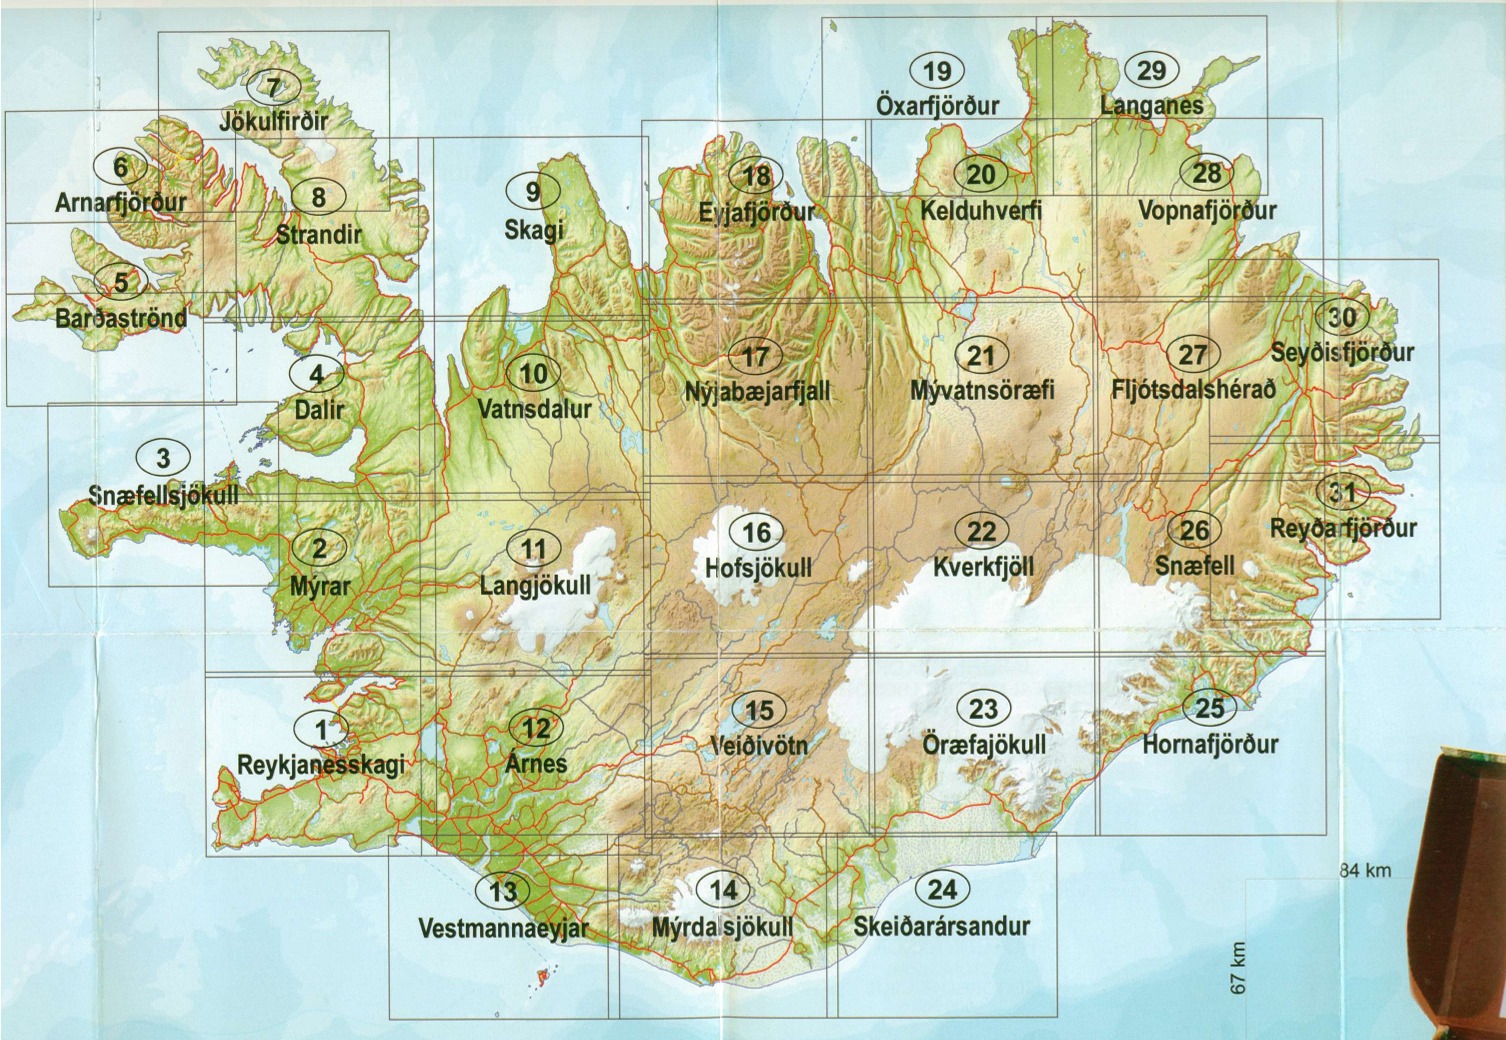 7
Jökulfirðir
19
Öxarfjörður
29
Langanes
6
Arnarfjörður
8
Strandir
9
Skagi
18
Eyjafjörður
20
Kelduhverfi
28
Vopnafjörður
5
Barðaströnd
4
Dalir
10
Vatnsdalur
17
Nýjabæjarfjall
21
Mývatnsöræfi
27
Fljótsdalshérað
30
Seyðisfjörður
3
Snæfellsjökull
2
Mýrar
11
Langjökull
16
Hofsjökull
22
Kverkfjöll
26
Snæfell
31
Reyðarfjörður
1
Reykjanesskagi
12
Árnes
15
Veiðivötn
23
Öræfajökull
25
Hornafjörður
13
Vestmannaeyjar
14
Mýrdalsjökull
24
Skeiðarársandur
84 km
67 km